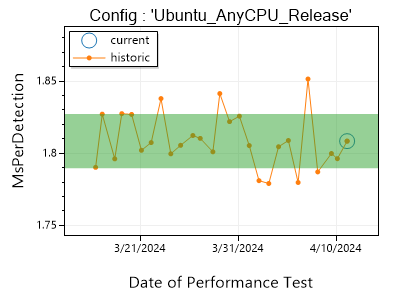 Config : 'Ubuntu_AnyCPU_Release'
current
historic
MsPerDetection
1.85
1.8
1.75
3/21/2024
3/31/2024
4/10/2024
Date of Performance Test